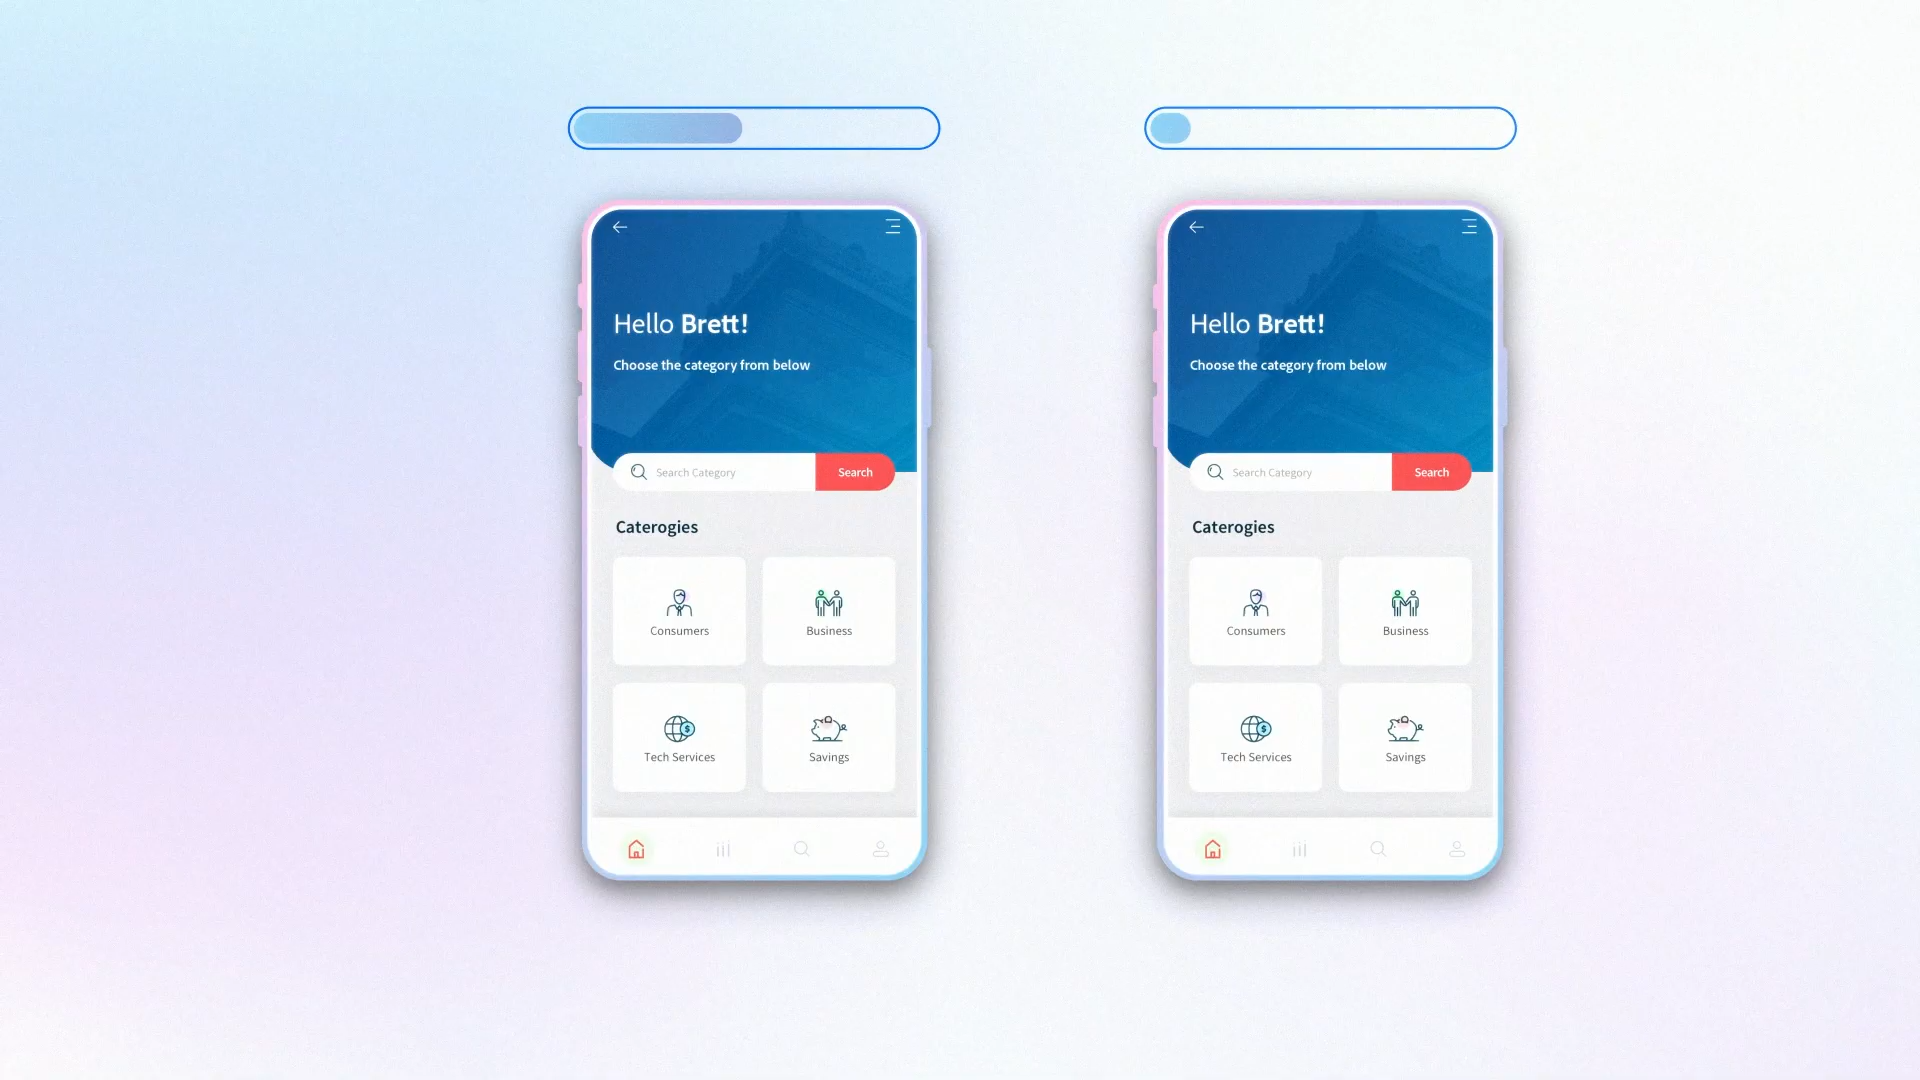 Hello Brett!
Choose the category from below
Search Category
Search
Caterogies
Consumers
Business
$
Tech Services
Savings
Hello Brett!
Choose the category from below
Search Category
Search
Caterogies
Consumers
Business
$
Tech Services
Savings